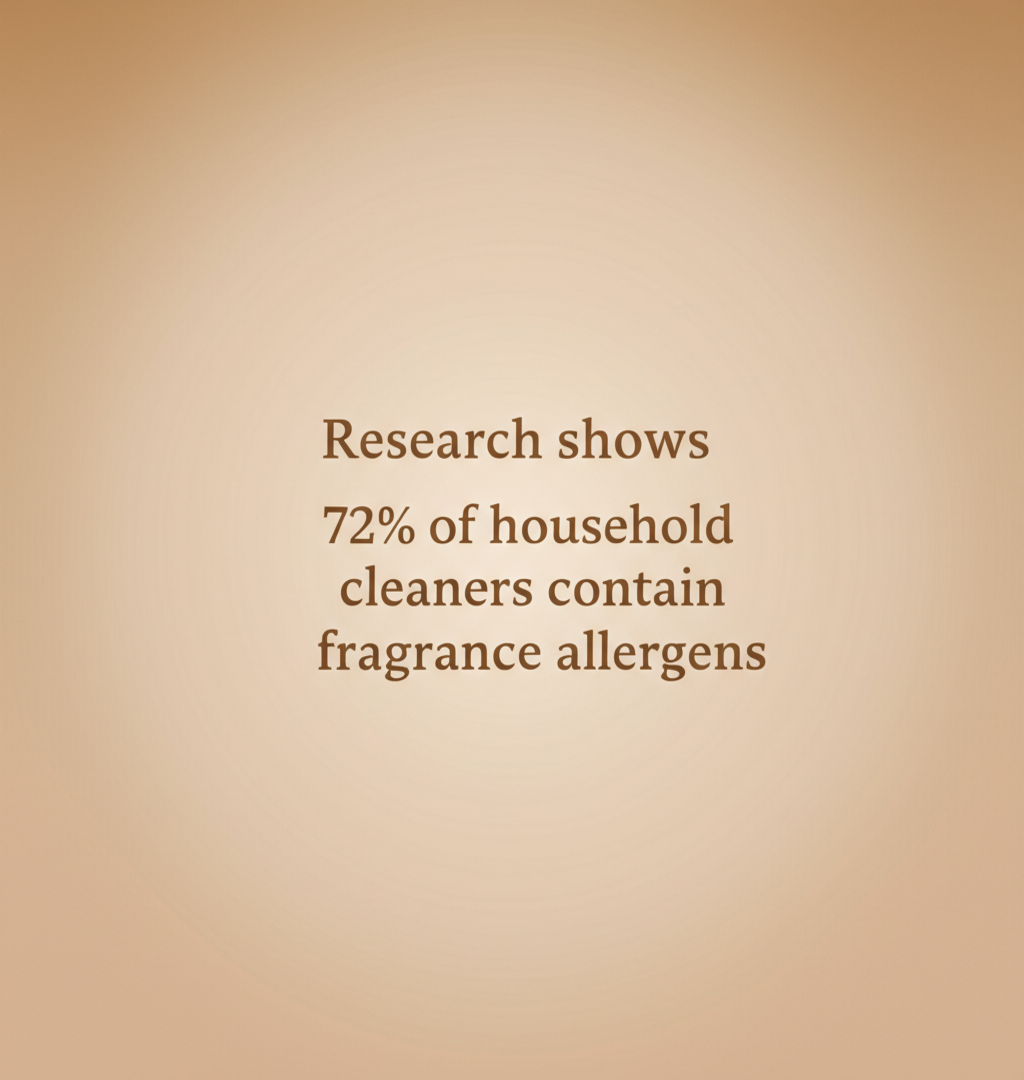 Research shows
72% of household
cleaners contain
fragrance allergens